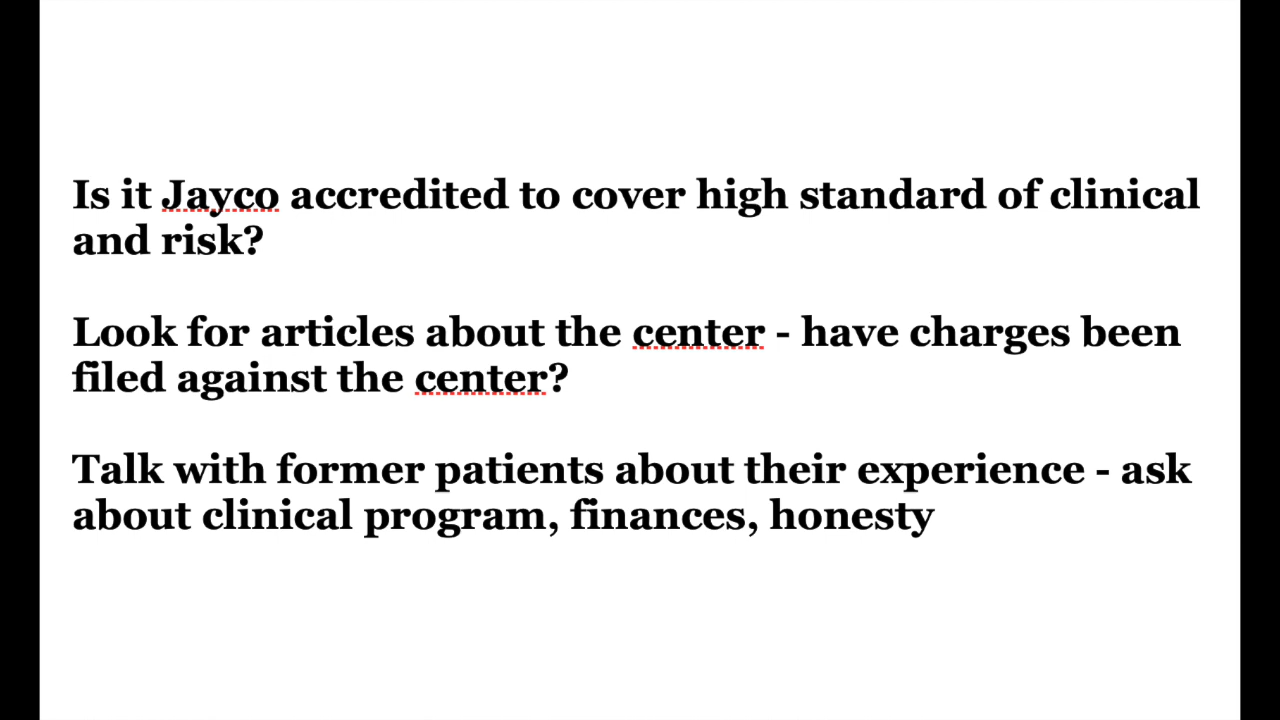 Is it Jayco accredited to cover high standard of clinical
and risk?
Look for articles about the center - have charges been
filed against the center?
Talk with former patients about their experience - ask
about clinical program, finances, honesty